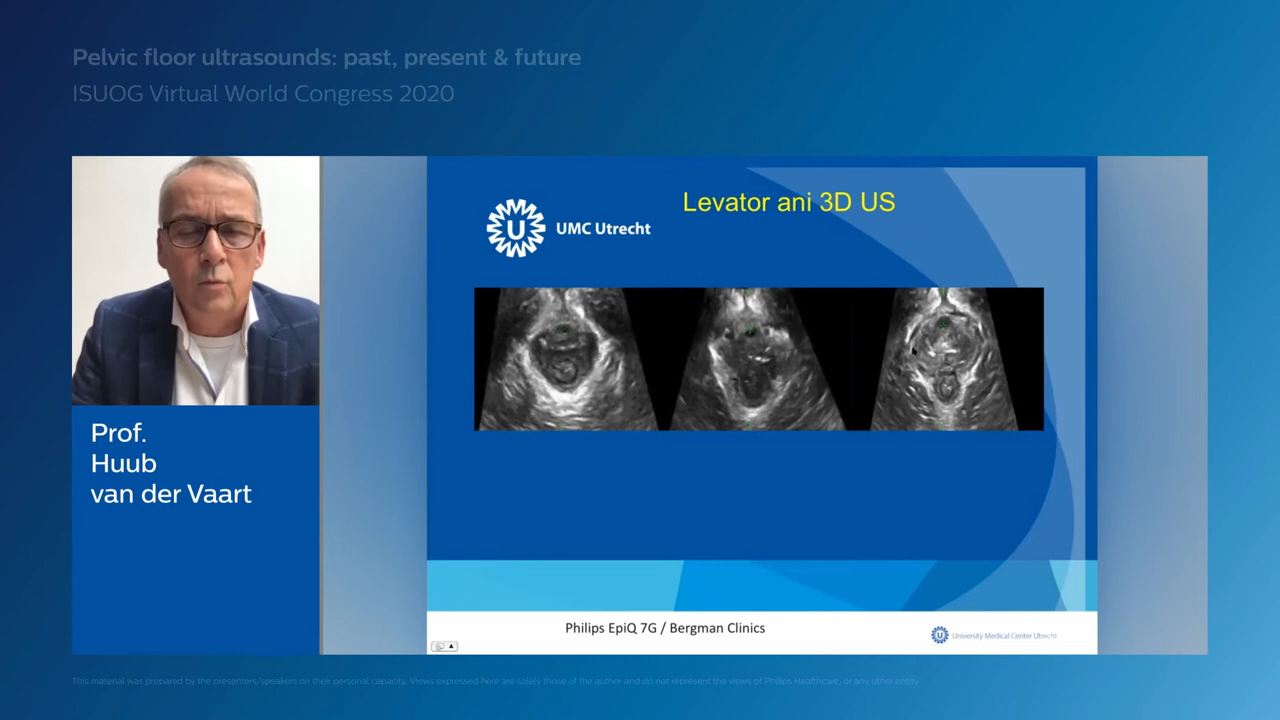 Pelvic floor ultrasounds: past, present & future
ISUOG Virtual World Congress 2020
Levator ani 3D US
U
UMC Utrecht
Prof.
Huub
van der Vaart
Philips EpiQ 7G / Bergman Clinics
University Medical Center Utrecht
This material was prepared by the presenters/speakers on their personal capacity. Views expressed here are solely those of the author and do not represent the views of Philips Healthcare, or any other entity.